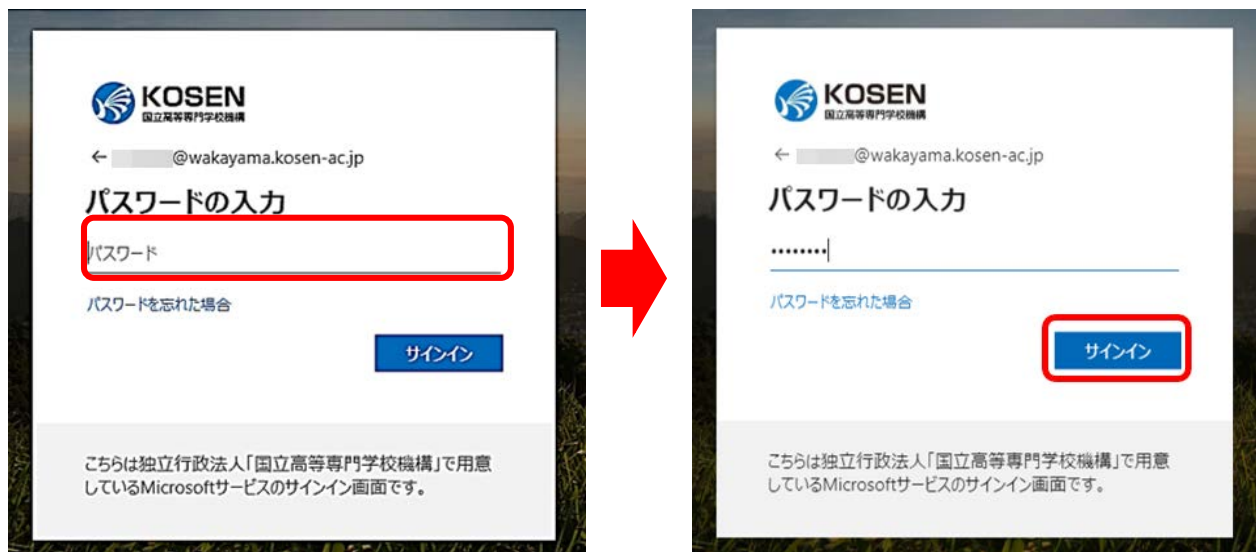 KOSEN
国立高等専門学校機構
← @wakayama.kosen-ac.jp
パスワードの入力
パスワード
パスワードを忘れた場合
サインイン
こちらは独立行政法人「国立高等専門学校機構」で用意
しているMicrosoftサービスのサインイン画面です。
KOSEN
国立高等専門学校機構
← @wakayama.kosen-ac.jp
パスワードの入力
••••••••
パスワードを忘れた場合
サインイン
こちらは独立行政法人「国立高等専門学校機構」で用意
しているMicrosoftサービスのサインイン画面です。